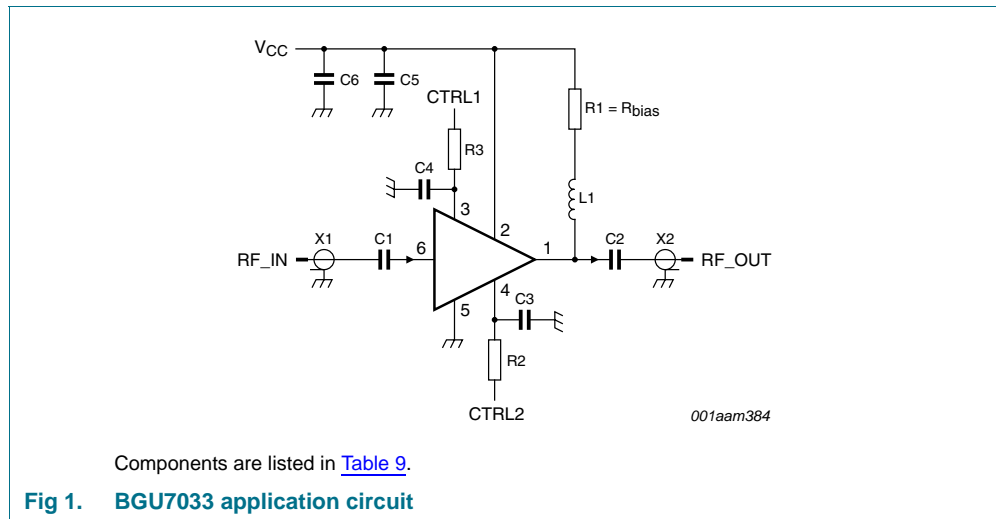 VCC
C6
C5
CTRL1
R1 = Rbias
R3
C4
L1
3
2
X1
C1
6
1
C2
X2
RF_IN
RF_OUT
4
C3
5
R2
CTRL2
001aam384
Components are listed in Table 9.
Fig 1. BGU7033 application circuit